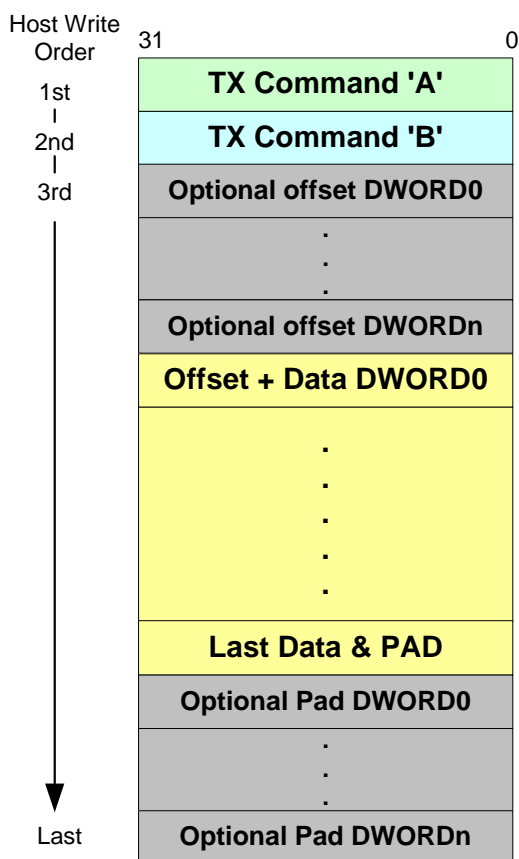 Host Write
Order
31 0
1st
TX Command 'A'
2nd
TX Command 'B'
3rd
Optional offset DWORD0
.
.
.
Optional offset DWORDn
Offset + Data DWORD0
.
.
.
.
.
Last Data & PAD
Optional Pad DWORD0
.
.
.
Last
Optional Pad DWORDn